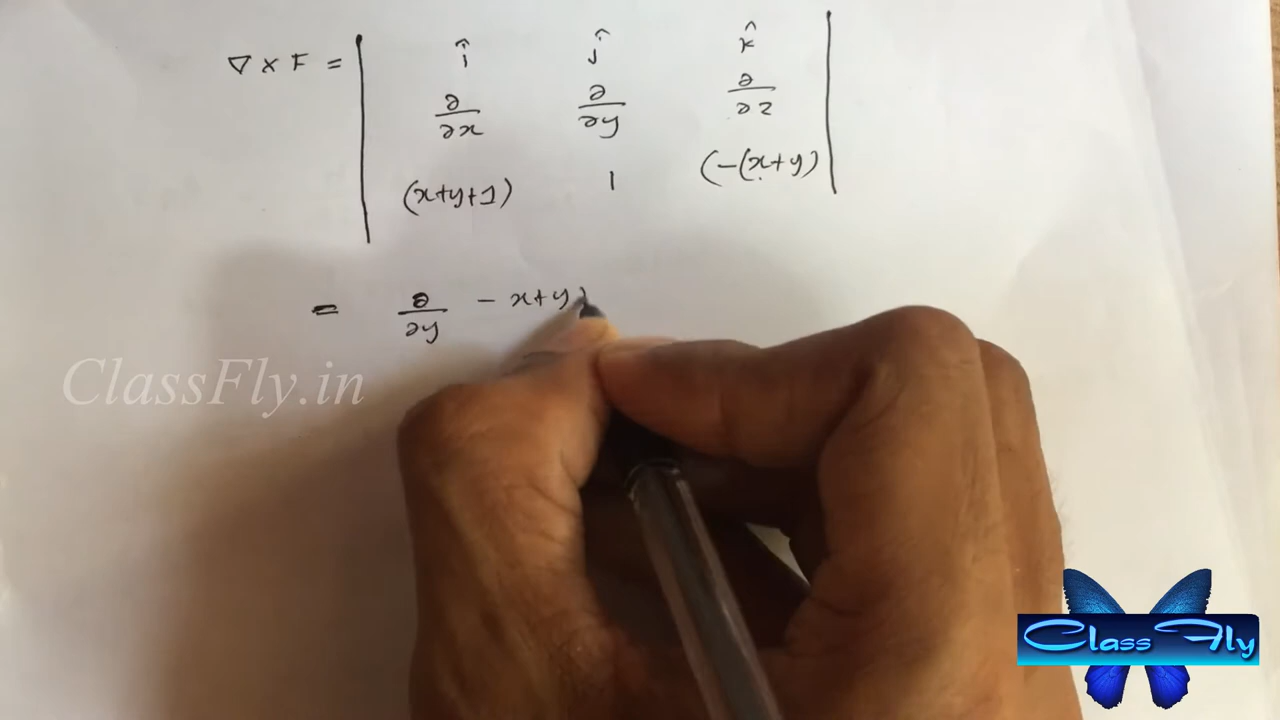 ∇ × F = | î ĵ k̂ |
∂/∂x ∂/∂y ∂/∂z
(x+y+1) 1 (-(x+y)
= ∂/∂y - x+y)
ClassFly.in
Class Fly